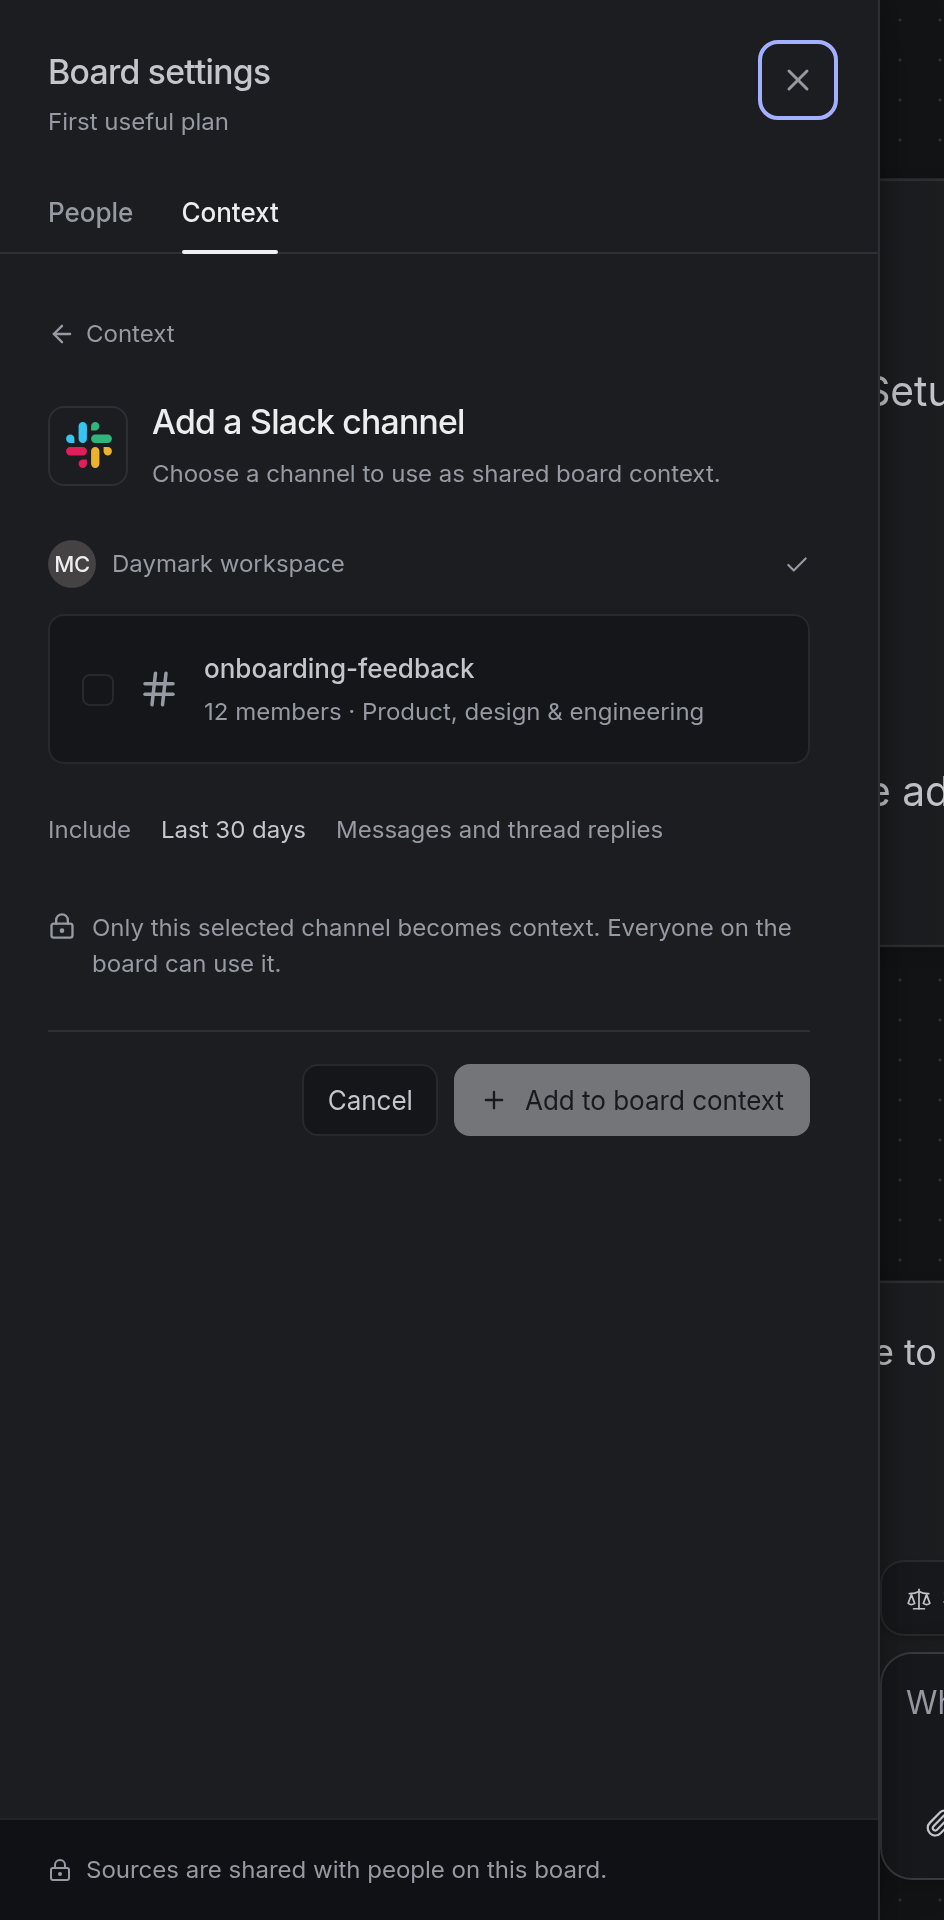 Board settings
First useful plan
People
Context
Context
Add a Slack channel
Choose a channel to use as shared board context.
MC
Daymark workspace
onboarding-feedback
12 members · Product, design & engineering
Include
Last 30 days
Messages and thread replies
Only this selected channel becomes context. Everyone on the
board can use it.
Cancel
Add to board context
Sources are shared with people on this board.
e to